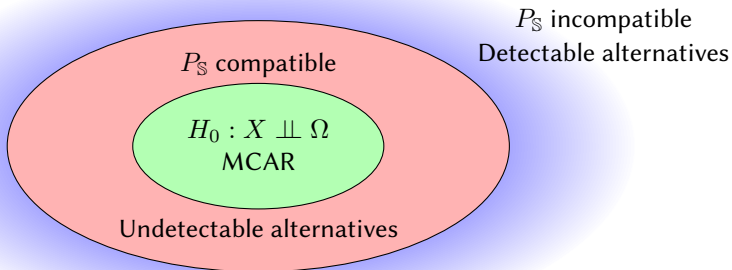 P_𝕊 incompatible
Detectable alternatives
P_𝕊 compatible
H_0 : X ⫫ Ω
MCAR
Undetectable alternatives